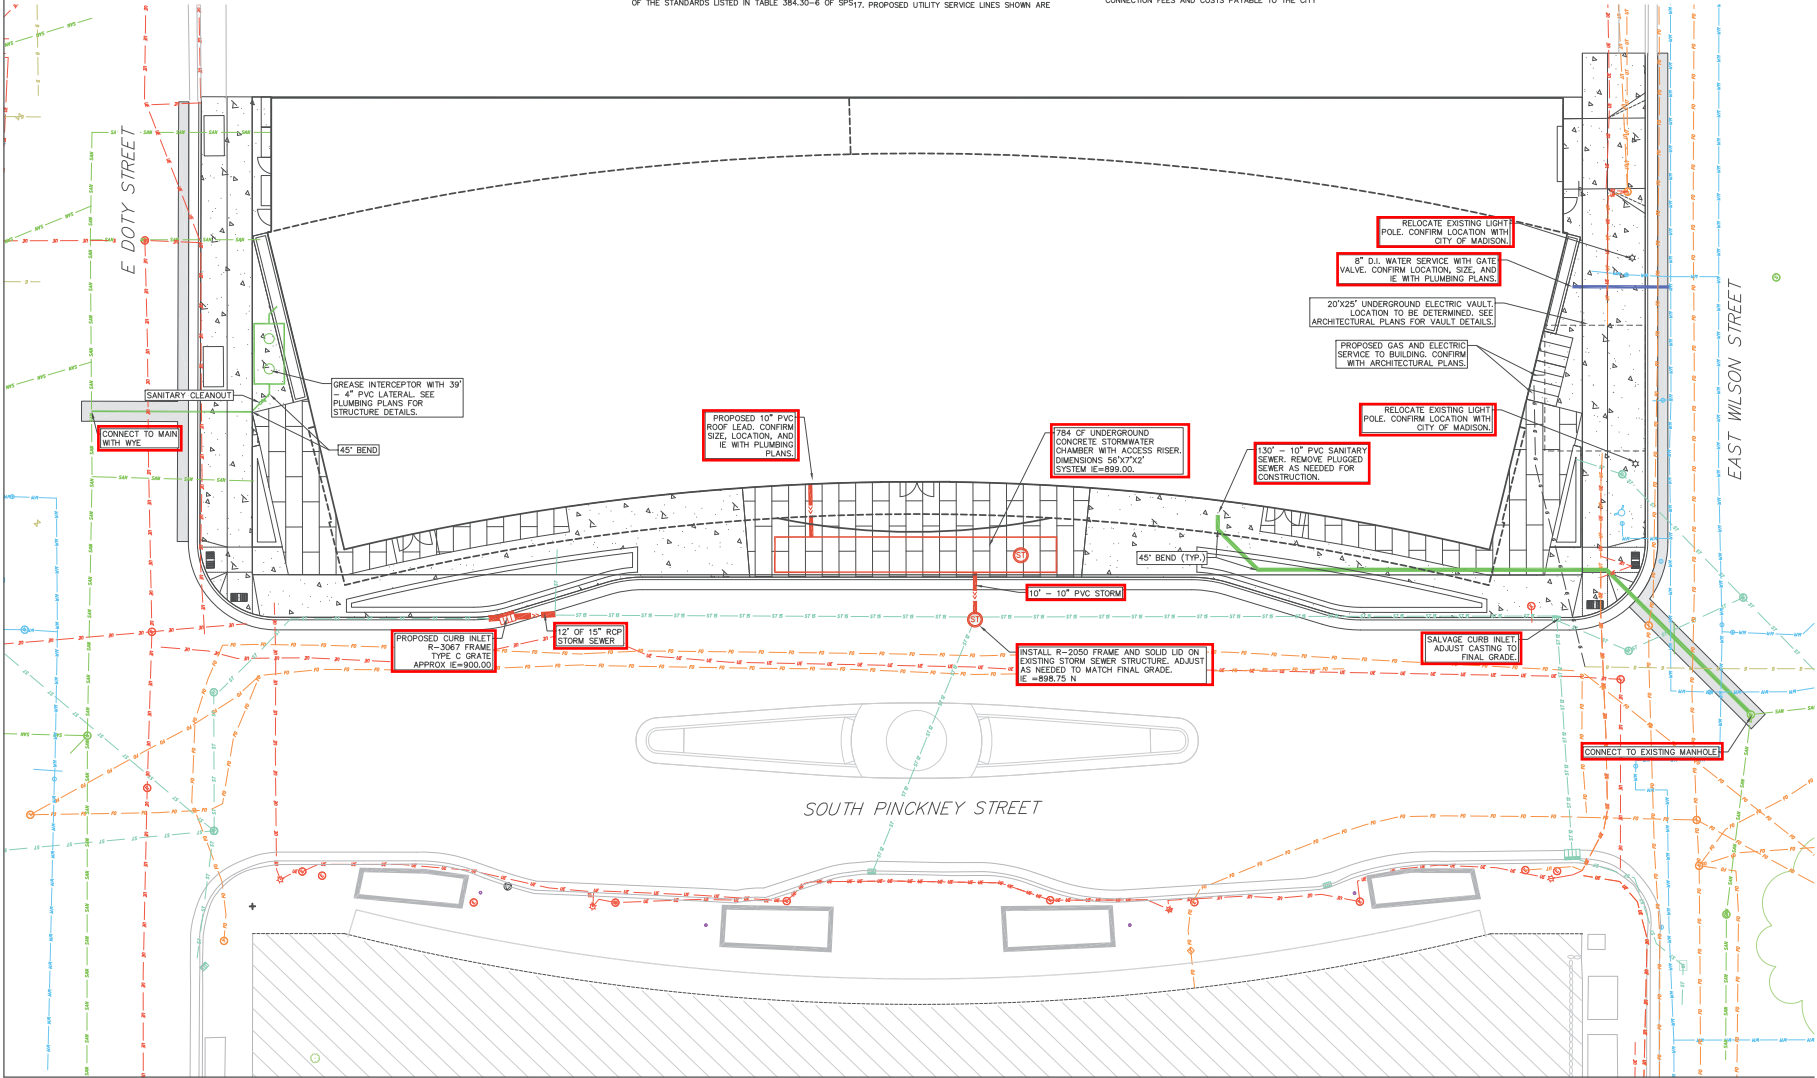 OF THE STANDARDS LISTED IN TABLE 384.30-6 OF SPS
17. PROPOSED UTILITY SERVICE LINES SHOWN ARE
CONNECTION FEES AND COSTS PAYABLE TO THE CITY
E DOTY STREET
EAST WILSON STREET
SOUTH PINCKNEY STREET
RELOCATE EXISTING LIGHT
POLE. CONFIRM LOCATION WITH
CITY OF MADISON.
8" D.I. WATER SERVICE WITH GATE
VALVE. CONFIRM LOCATION, SIZE, AND
IE WITH PLUMBING PLANS.
20'X25' UNDERGROUND ELECTRIC VAULT.
LOCATION TO BE DETERMINED. SEE
ARCHITECTURAL PLANS FOR VAULT DETAILS.
PROPOSED GAS AND ELECTRIC
SERVICE TO BUILDING. CONFIRM
WITH ARCHITECTURAL PLANS.
RELOCATE EXISTING LIGHT
POLE. CONFIRM LOCATION WITH
CITY OF MADISON.
GREASE INTERCEPTOR WITH 39'
- 4" PVC LATERAL. SEE
PLUMBING PLANS FOR
STRUCTURE DETAILS.
SANITARY CLEANOUT
CONNECT TO MAIN
WITH WYE
45° BEND
PROPOSED 10" PVC
ROOF LEAD. CONFIRM
SIZE, LOCATION, AND
IE WITH PLUMBING
PLANS.
784 CF UNDERGROUND
CONCRETE STORMWATER
CHAMBER WITH ACCESS RISER.
DIMENSIONS 56'X7'X2'
SYSTEM IE=899.00.
130' - 10" PVC SANITARY
SEWER. REMOVE PLUGGED
SEWER AS NEEDED FOR
CONSTRUCTION.
45° BEND (TYP.)
ST
10' - 10" PVC STORM
ST
PROPOSED CURB INLET
R-3067 FRAME
TYPE C GRATE
APPROX IE=900.00
12' OF 15" RCP
STORM SEWER
INSTALL R-2050 FRAME AND SOLID LID ON
EXISTING STORM SEWER STRUCTURE. ADJUST
AS NEEDED TO MATCH FINAL GRADE.
IE =898.75 N
SALVAGE CURB INLET.
ADJUST CASTING TO
FINAL GRADE.
CONNECT TO EXISTING MANHOLE